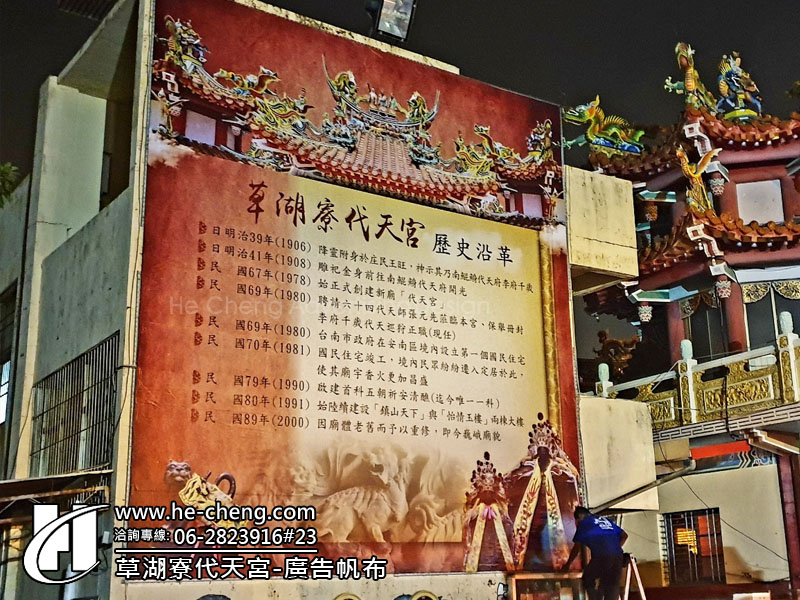 草湖寮代天宮 歷史沿革
日明治39年(1906) 降靈附身於庄民王旺，神示其乃南鯤鯓代天府李府千歲
日明治41年(1908) 雕祀金身前往南鯤鯓代天府開光
民 國67年(1978) 始正式創建新廟「代天宮」
民 國69年(1980) 聘請六十四代天師張元先蒞臨本宮、保舉冊封
李府千歲代天巡狩正職(現任)
民 國69年(1980) 台南市政府在安南區境內設立第一個國民住宅
民 國70年(1981) 國民住宅竣工，境內民眾紛紛遷入定居於此，
使其廟宇香火更加昌盛
民 國79年(1990) 啟建首科五朝祈安清醮(迄今唯一一科)
民 國80年(1991) 始陸續建設「鎮山天下」與「怡情玉樓」兩棟大樓
民 國89年(2000) 因廟體老舊而予以重修，即今巍峨廟貌
He Cheng
www.he-cheng.com
洽詢專線:06-2823916#23
草湖寮代天宮-廣告帆布